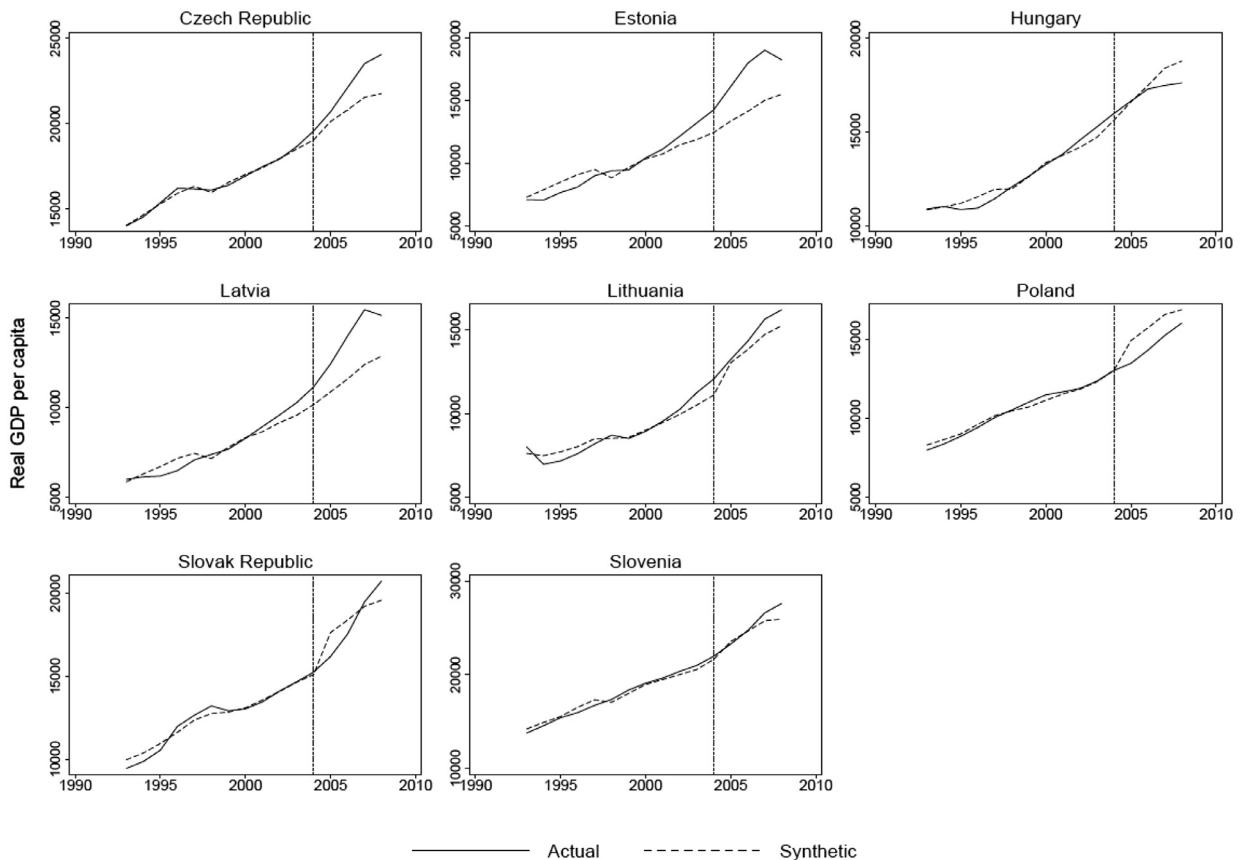 Czech Republic
Estonia
Hungary
25000
20000
15000
1990 1995 2000 2005 2010
20000
15000
10000
5000
1990 1995 2000 2005 2010
20000
15000
10000
1990 1995 2000 2005 2010
Latvia
Lithuania
Poland
Real GDP per capita
15000
10000
5000
1990 1995 2000 2005 2010
15000
10000
5000
1990 1995 2000 2005 2010
15000
10000
5000
1990 1995 2000 2005 2010
Slovak Republic
Slovenia
20000
15000
10000
1990 1995 2000 2005 2010
30000
20000
10000
1990 1995 2000 2005 2010
Actual
Synthetic